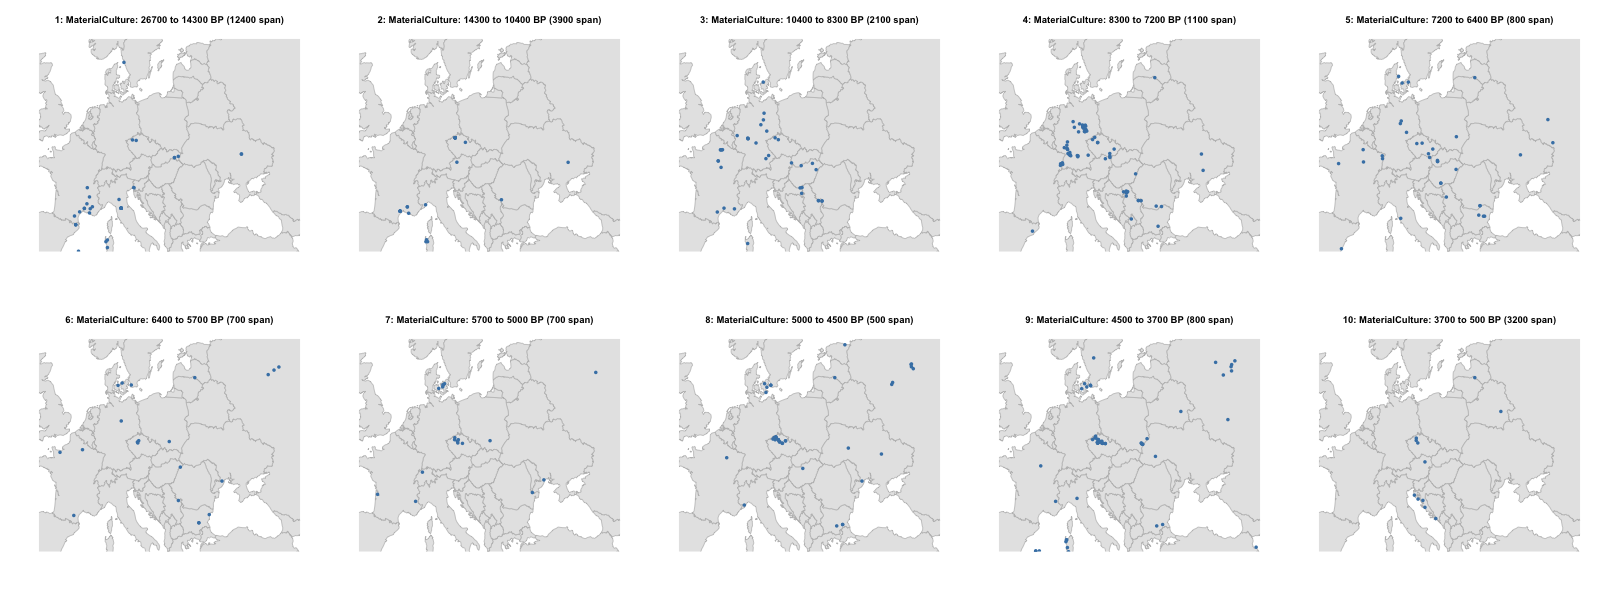 1: MaterialCulture: 26700 to 14300 BP (12400 span)
2: MaterialCulture: 14300 to 10400 BP (3900 span)
3: MaterialCulture: 10400 to 8300 BP (2100 span)
4: MaterialCulture: 8300 to 7200 BP (1100 span)
5: MaterialCulture: 7200 to 6400 BP (800 span)
6: MaterialCulture: 6400 to 5700 BP (700 span)
7: MaterialCulture: 5700 to 5000 BP (700 span)
8: MaterialCulture: 5000 to 4500 BP (500 span)
9: MaterialCulture: 4500 to 3700 BP (800 span)
10: MaterialCulture: 3700 to 500 BP (3200 span)